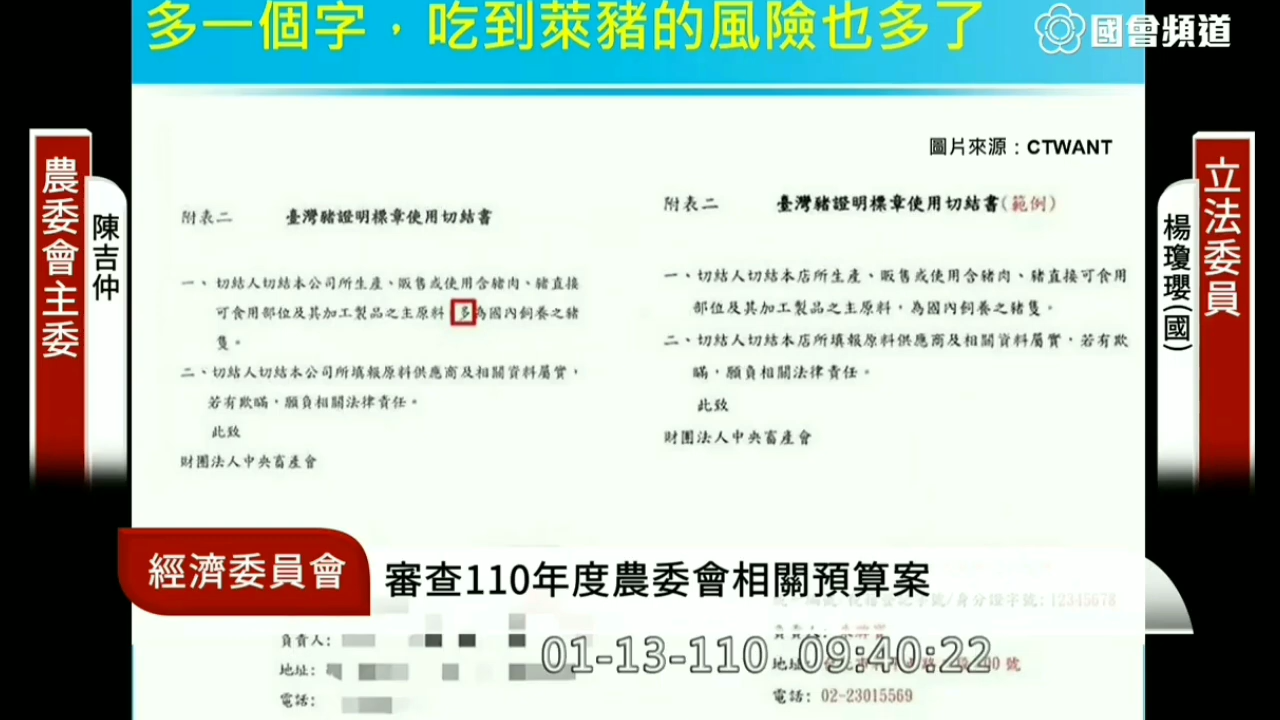 多一個字，吃到萊豬的風險也多了
國會頻道
圖片來源：CTWANT
農委會主委
陳吉仲
立法委員
楊瓊瓔(國)
附表二 臺灣豬證明標章使用切結書
一、切結人切結本公司所生產、販售或使用含豬肉、豬直接
可食用部位及其加工製品之主原料 多為國內飼養之豬
隻。
二、切結人切結本公司所填報原料供應商及相關資料屬實，
若有欺瞞，願負相關法律責任。
此致
財團法人中央畜產會
附表二 臺灣豬證明標章使用切結書(範例)
一、切結人切結本店所生產、販售或使用含豬肉、豬直接可食用
部位及其加工製品之主原料，為國內飼養之豬隻。
二、切結人切結本店所填報原料供應商及相關資料屬實，若有欺
瞞，願負相關法律責任。
此致
財團法人中央畜產會
經濟委員會
審查110年度農委會相關預算案
/身分證字號:12345678
負責人:
地址:
電話:
負責人:
地址:
號
電話: 02-23015569
01-13-110 09:40:22